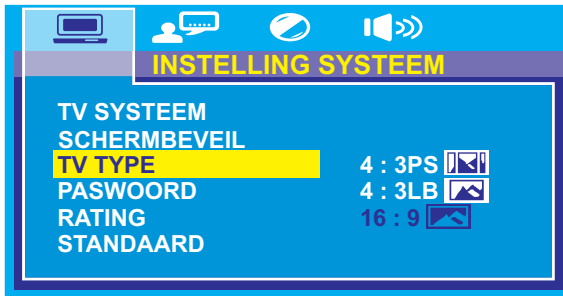 INSTELLING SYSTEEM
TV SYSTEEM
SCHERMBEVEIL
TV TYPE 4 : 3PS
PASWOORD 4 : 3LB
RATING 16 : 9
STANDAARD